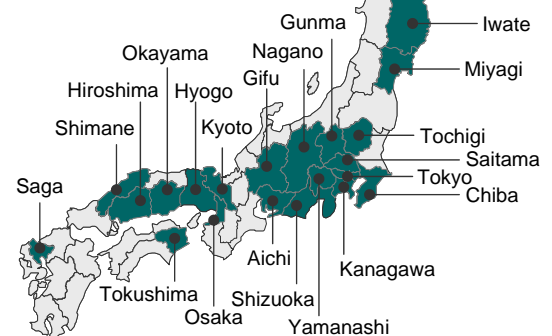 Gunma
Iwate
Nagano
Okayama
Gifu
Miyagi
Hiroshima
Hyogo
Shimane
Kyoto
Tochigi
Saitama
Tokyo
Saga
Chiba
Aichi
Kanagawa
Tokushima
Shizuoka
Osaka
Yamanashi